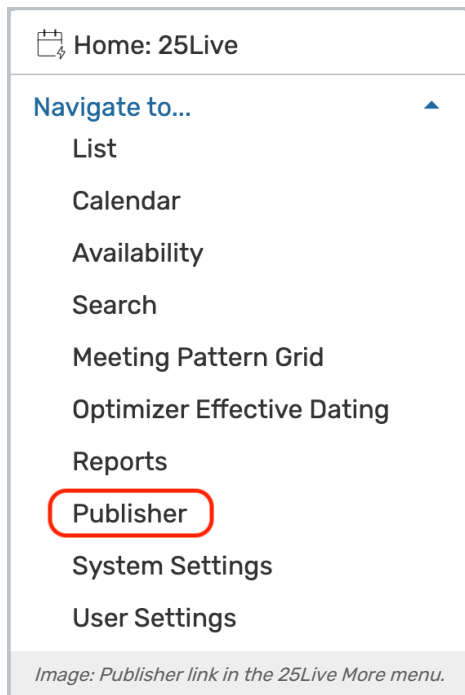 Home: 25Live
Navigate to...
List
Calendar
Availability
Search
Meeting Pattern Grid
Optimizer Effective Dating
Reports
Publisher
System Settings
User Settings
Image: Publisher link in the 25Live More menu.